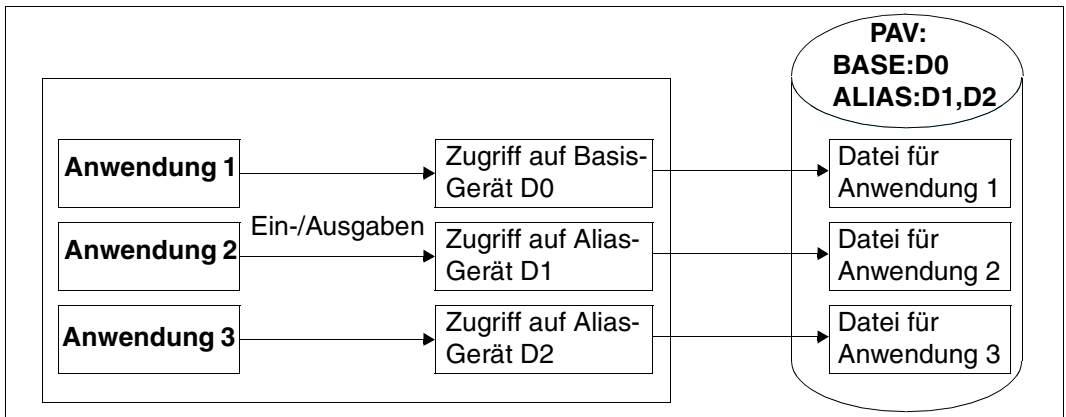 PAV:
BASE:D0
ALIAS:D1,D2
Anwendung 1
Zugriff auf Basis-
Gerät D0
Datei für
Anwendung 1
Ein-/Ausgaben
Anwendung 2
Zugriff auf Alias-
Gerät D1
Datei für
Anwendung 2
Anwendung 3
Zugriff auf Alias-
Gerät D2
Datei für
Anwendung 3